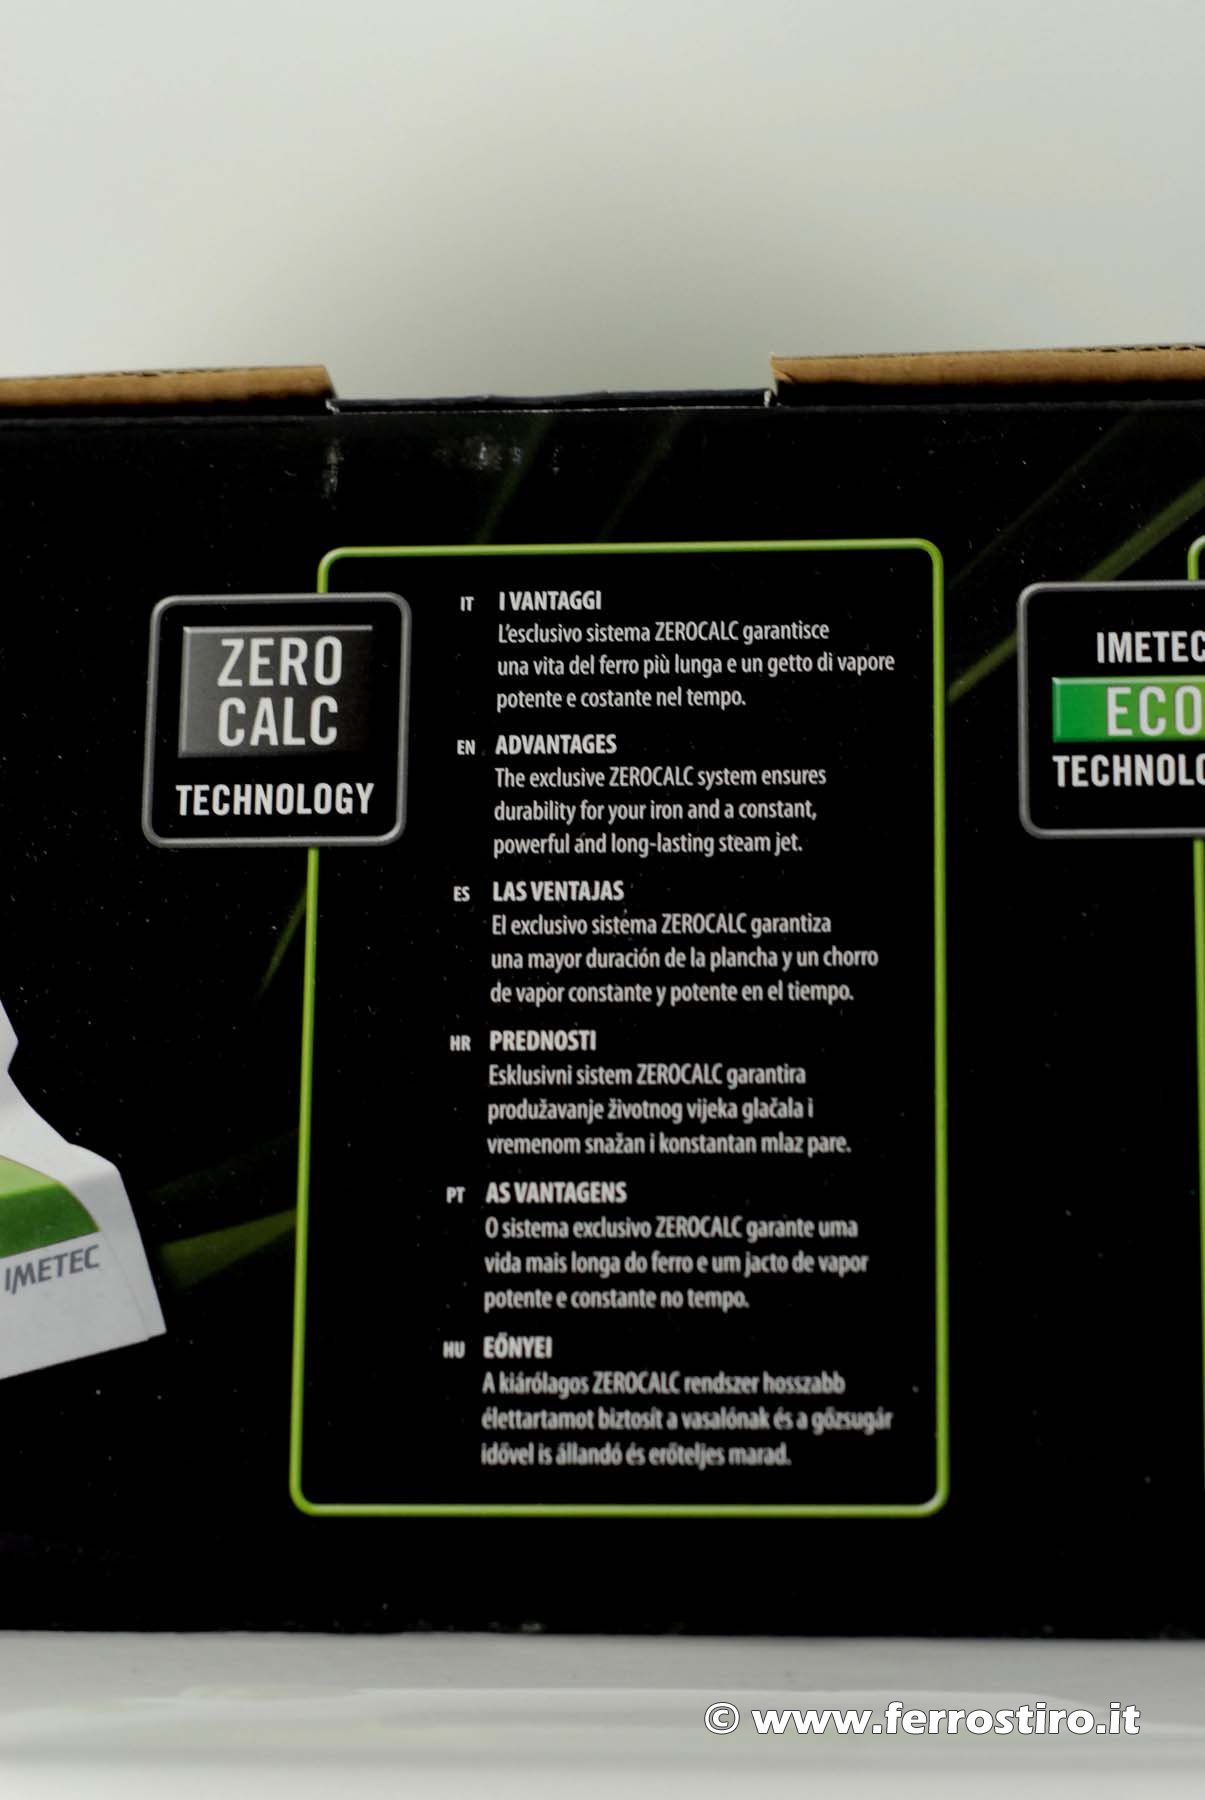 ZERO
CALC
TECHNOLOGY
IT I VANTAGGI
L'esclusivo sistema ZEROCALC garantisce
una vita del ferro più lunga e un getto di vapore
potente e costante nel tempo.
EN ADVANTAGES
The exclusive ZEROCALC system ensures
durability for your iron and a constant,
powerful and long-lasting steam jet.
ES LAS VENTAJAS
El exclusivo sistema ZEROCALC garantiza
una mayor duración de la plancha y un chorro
de vapor constante y potente en el tiempo.
HR PREDNOSTI
Esklusivni sistem ZEROCALC garantira
produžavanje životnog vijeka glačala i
vremenom snažan i konstantan mlaz pare.
PT AS VANTAGENS
O sistema exclusivo ZEROCALC garante uma
vida mais longa do ferro e um jacto de vapor
potente e constante no tempo.
HU EŐNYEI
A kiárólagos ZEROCALC rendszer hosszabb
élettartamot biztosít a vasalónak és a gőzsugár
idővel is állandó és erőteljes marad.
IMETEC
ECO
TECHNOLO
IMETEC
© www.ferrostiro.it